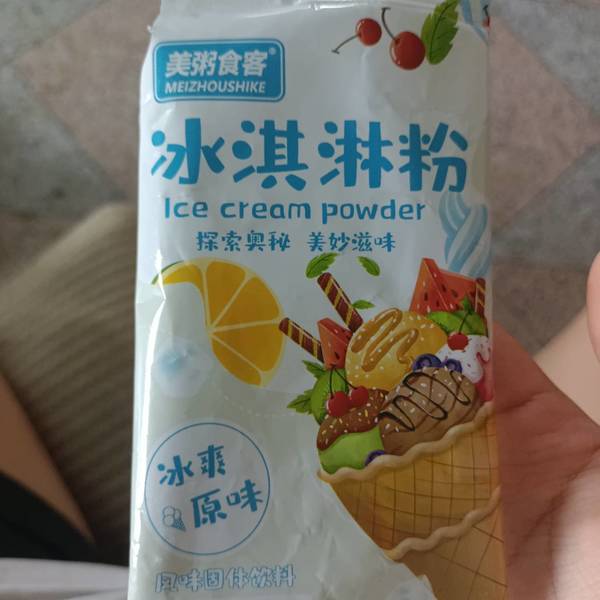 美粥食客®
MEIZHOUSHIKE
冰淇淋粉
Ice cream powder
探索奥秘 美妙滋味
冰爽
原味
风味固体饮料